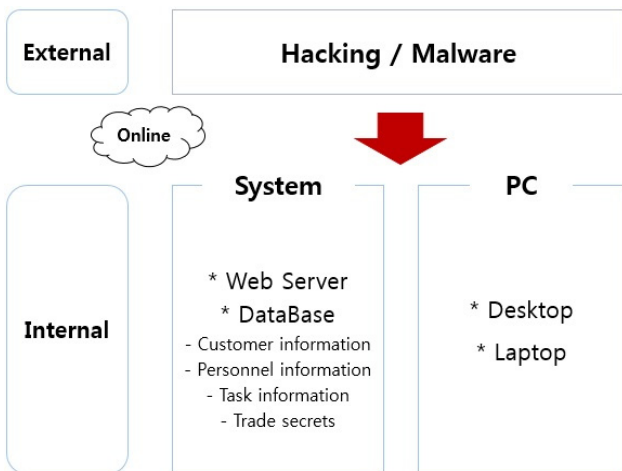 External
Hacking / Malware
Online
System
* Web Server
* DataBase
- Customer information
- Personnel information
- Task information
- Trade secrets
PC
* Desktop
* Laptop
Internal